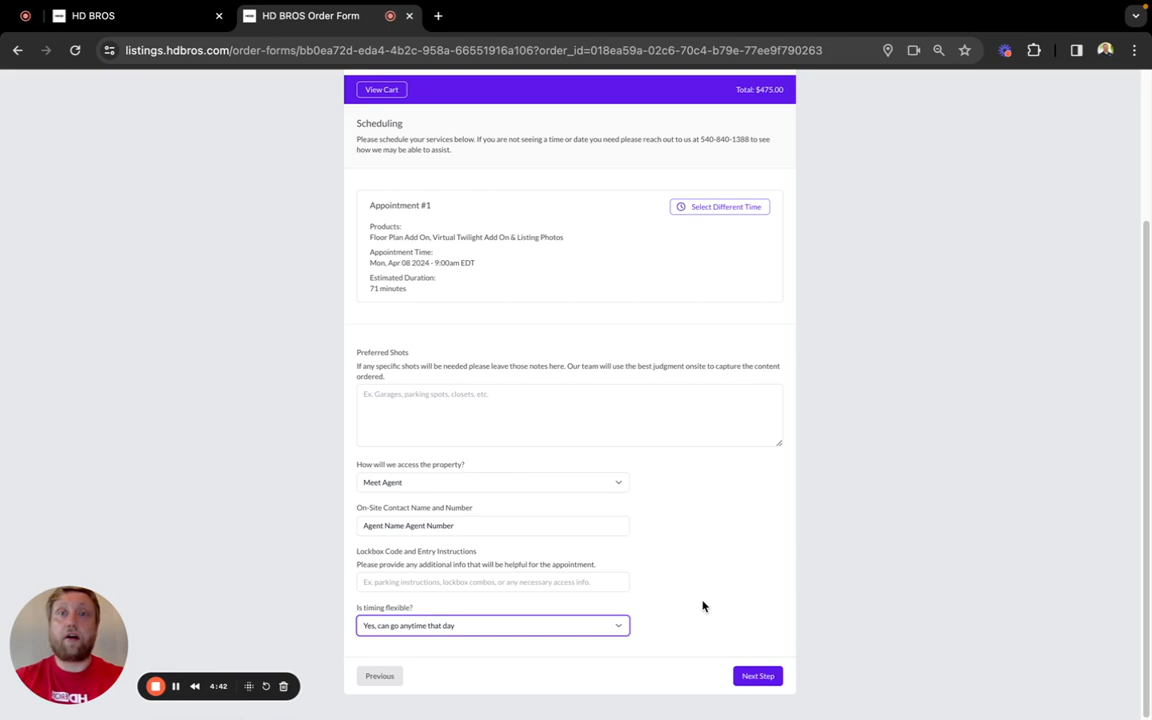 HD BROS
HD BROS Order Form
listings.hdbros.com/order-forms/bb0ea72d-eda4-4b2c-958a-66551916a106?order_id=018ea59a-02c6-70c4-b79e-77ee9f790263
View Cart
Total: $475.00
Scheduling
Please schedule your services below. If you are not seeing a time or date you need please reach out to us at 540-840-1388 to see
how we may be able to assist.
Appointment #1
Select Different Time
Products:
Floor Plan Add On, Virtual Twilight Add On & Listing Photos
Appointment Time:
Mon, Apr 08 2024 - 9:00am EDT
Estimated Duration:
71 minutes
Preferred Shots
If any specific shots will be needed please leave those notes here. Our team will use the best judgment onsite to capture the content
ordered.
Ex. Garages, parking spots, closets, etc.
How will we access the property?
Meet Agent
On-Site Contact Name and Number
Agent Name Agent Number
Lockbox Code and Entry Instructions
Please provide any additional info that will be helpful for the appointment.
Ex. parking instructions, lockbox combos, or any necessary access info.
Is timing flexible?
Yes, can go anytime that day
Previous
Next Step
4:42